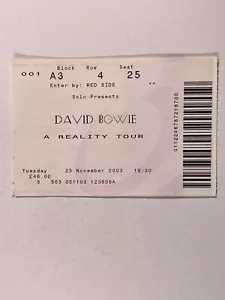 Block Row Seat
001 A3 4 25
Enter by: RED SIDE
Solo Presents
DAVID BOWIE
A REALITY TOUR
Tuesday 25 November 2003 19:30
£40.00
3 503 051103 123609A